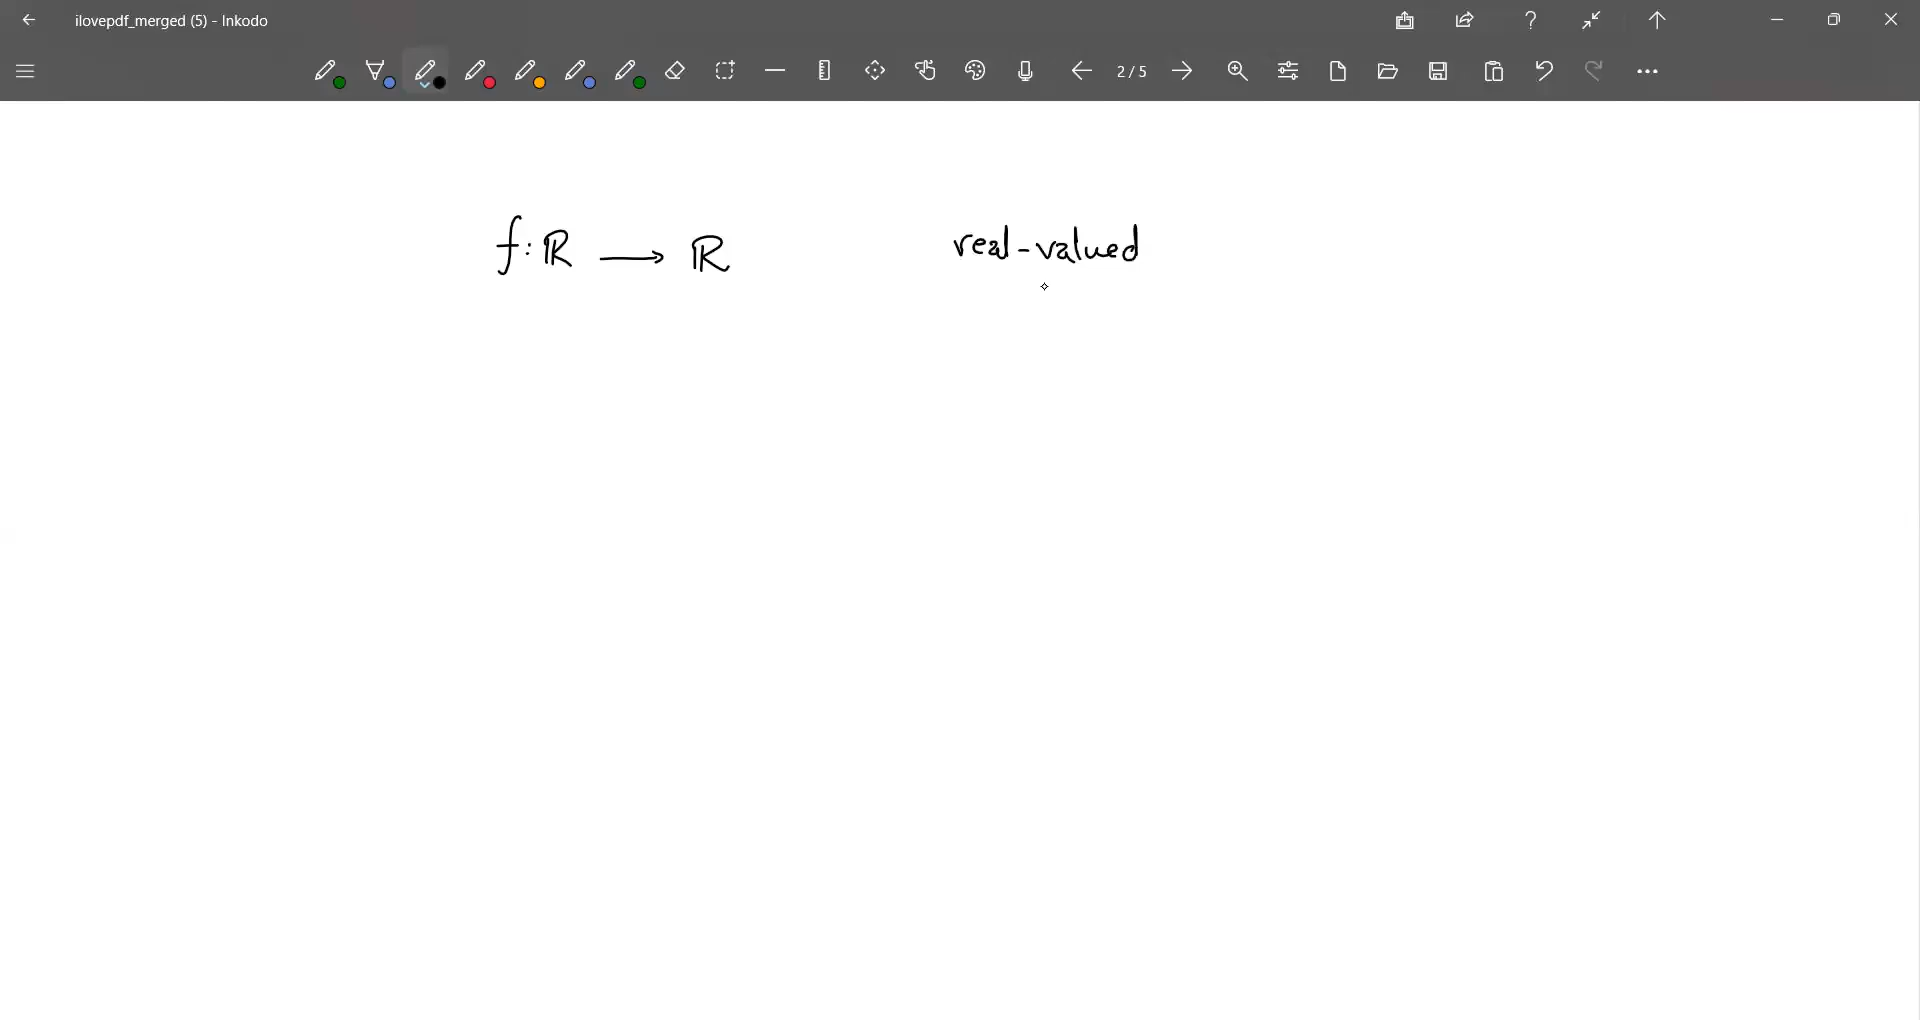 ilovepdf_merged (5) - Inkodo
2 / 5
f: ℝ ⟶ ℝ real-valued